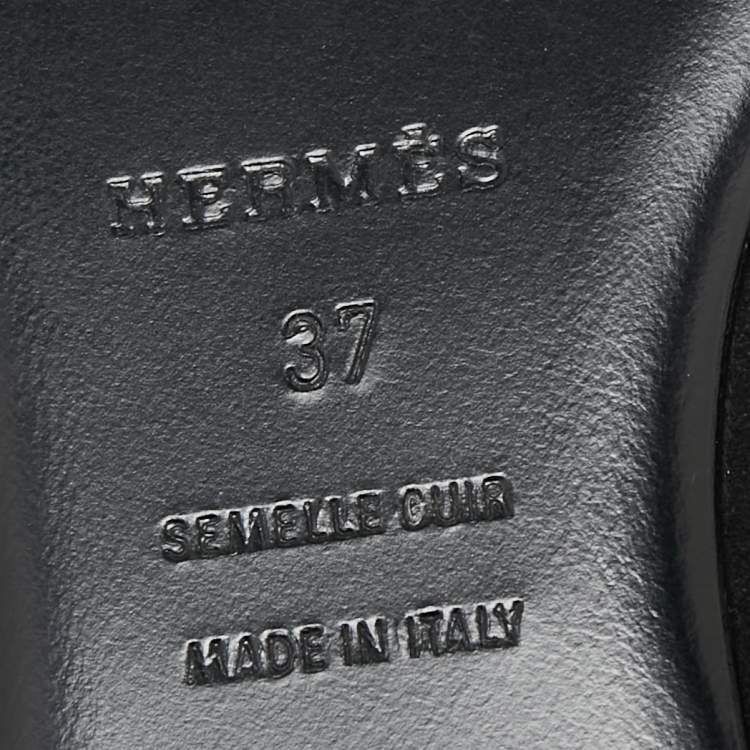 HERMÈS
37
SEMELLE CUIR
MADE IN ITALY